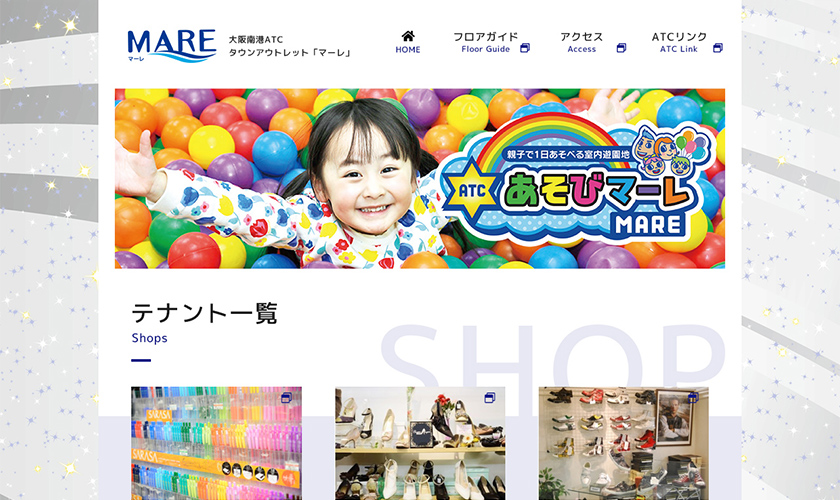 MARE
マーレ
大阪南港ATC
タウンアウトレット「マーレ」
HOME
フロアガイド
Floor Guide
アクセス
Access
ATCリンク
ATC Link
親子で1日あそべる室内遊園地
ATC
あそびマーレ
MARE
テナント一覧
Shops
SHOP
SARASA
SARASA